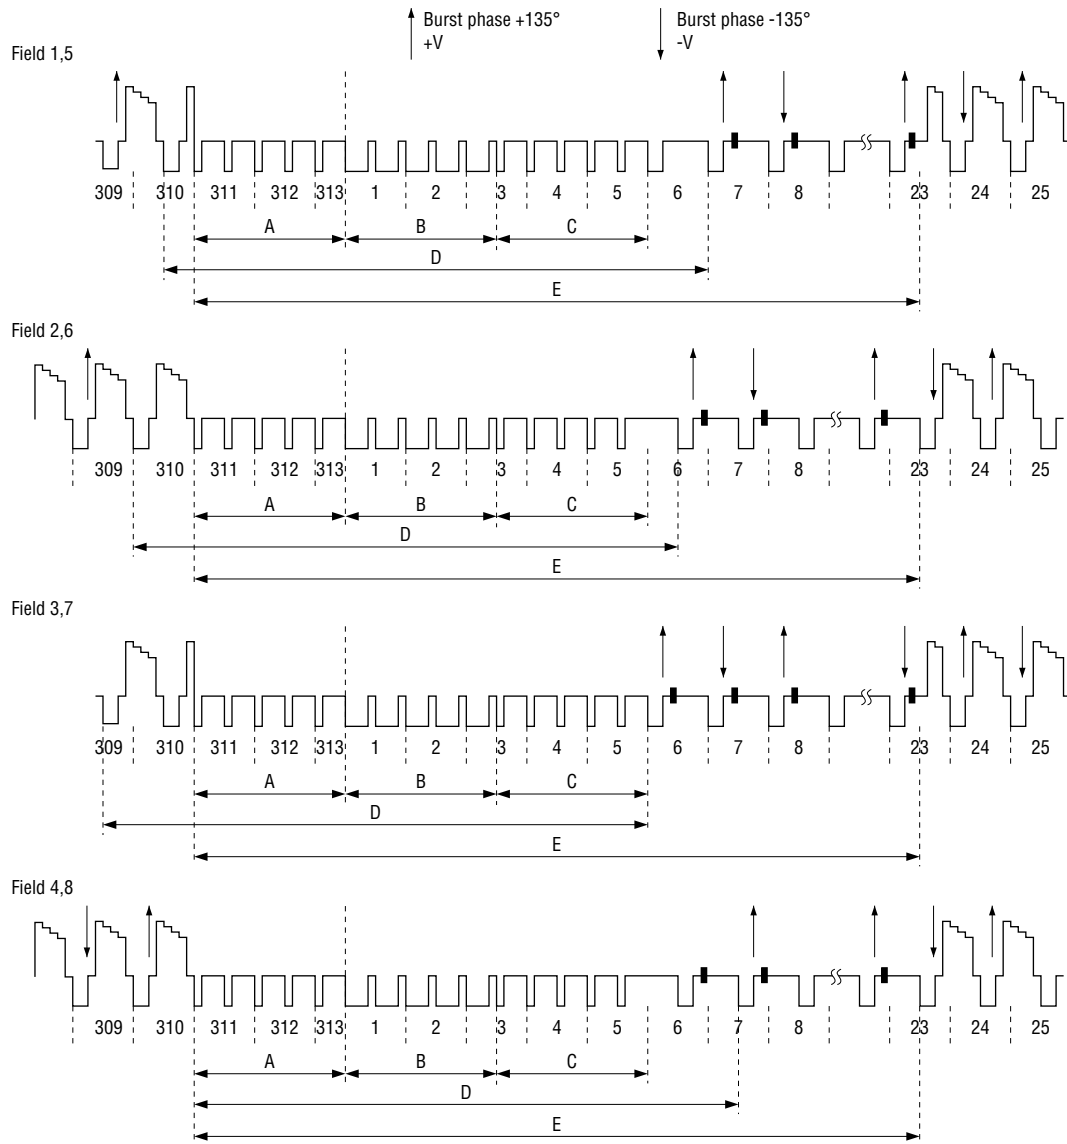 Burst phase +135° Burst phase -135°
+V -V
Field 1,5
309 310 311 312 313 1 2 3 4 5 6 7 8 23 24 25
A B C
D
E
Field 2,6
309 310 311 312 313 1 2 3 4 5 6 7 8 23 24 25
A B C
D
E
Field 3,7
309 310 311 312 313 1 2 3 4 5 6 7 8 23 24 25
A B C
D
E
Field 4,8
309 310 311 312 313 1 2 3 4 5 6 7 8 23 24 25
A B C
D
E